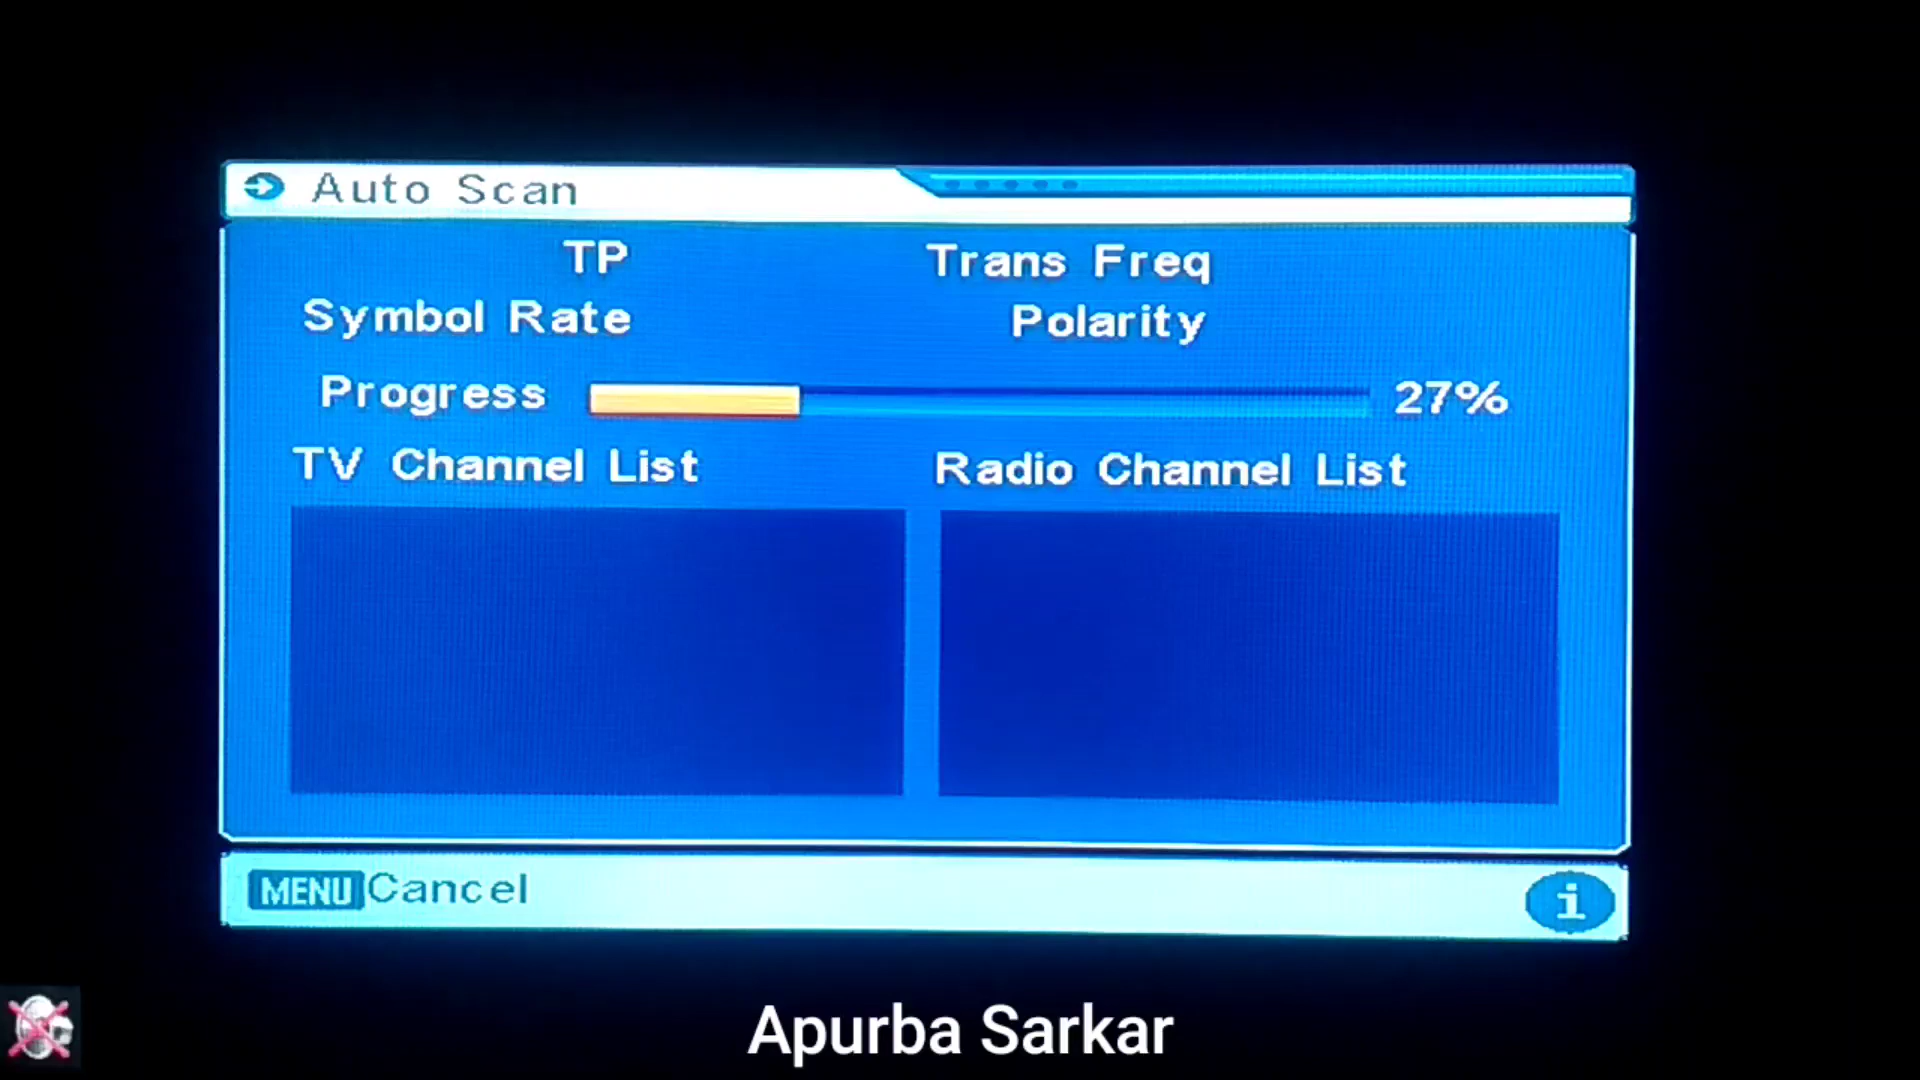 Auto Scan
TP Trans Freq
Symbol Rate Polarity
Progress 27%
TV Channel List Radio Channel List
MENU Cancel i
Apurba Sarkar